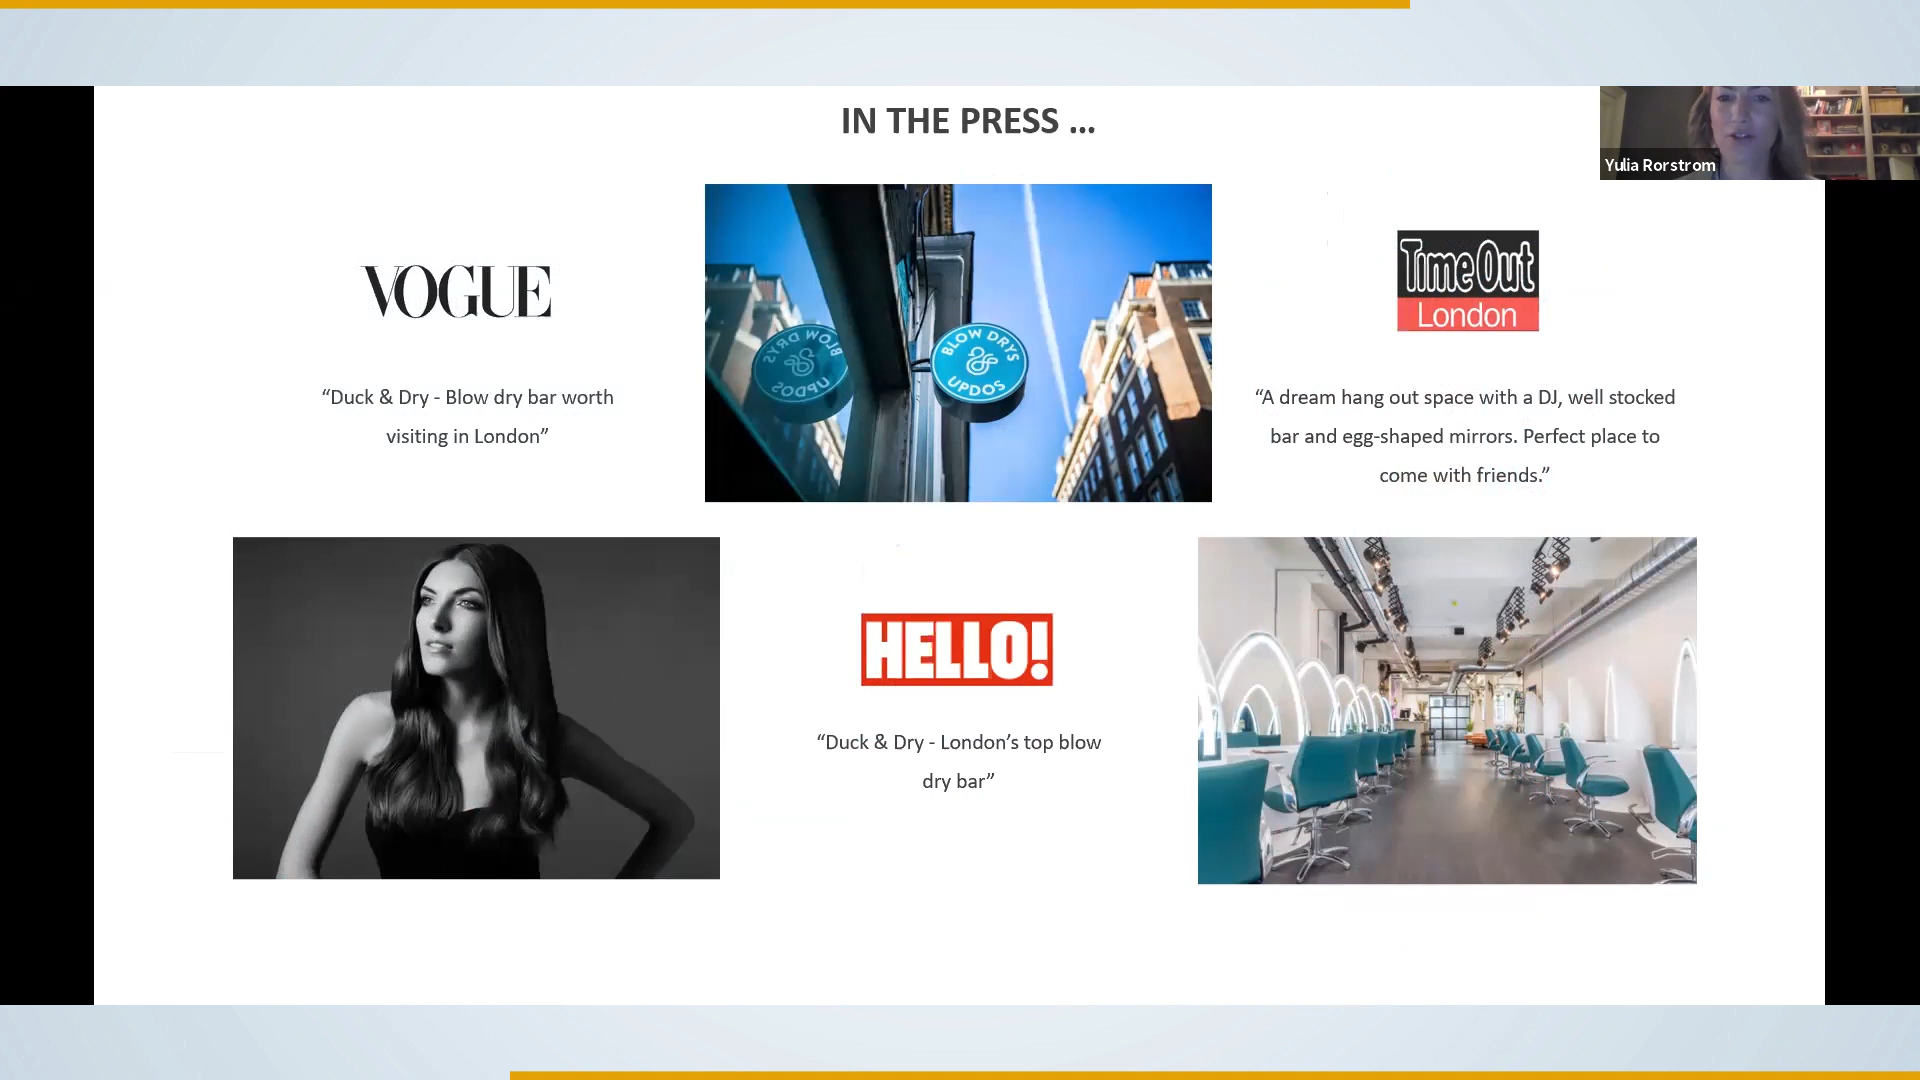 IN THE PRESS ...
Yulia Rorstrom
VOGUE
“Duck & Dry - Blow dry bar worth
visiting in London”
BLOW DRYS
UPDOS
BLOW DRYS
UPDOS
TimeOut
London
“A dream hang out space with a DJ, well stocked
bar and egg-shaped mirrors. Perfect place to
come with friends.”
HELLO!
“Duck & Dry - London’s top blow
dry bar”